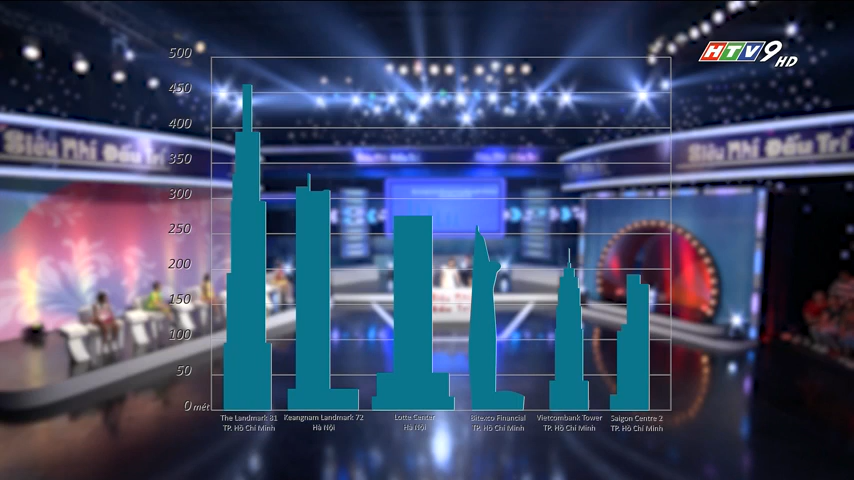 HTV9 HD
500
450
400
350
300
250
200
150
100
50
0 mét
Siêu Nhí Đấu Trí
Siêu Nhí Đấu Trí
The Landmark 81
TP. Hồ Chí Minh
Keangnam Landmark 72
Hà Nội
Lotte Center
Hà Nội
Bitexco Financial
TP. Hồ Chí Minh
Vietcombank Tower
TP. Hồ Chí Minh
Saigon Centre 2
TP. Hồ Chí Minh